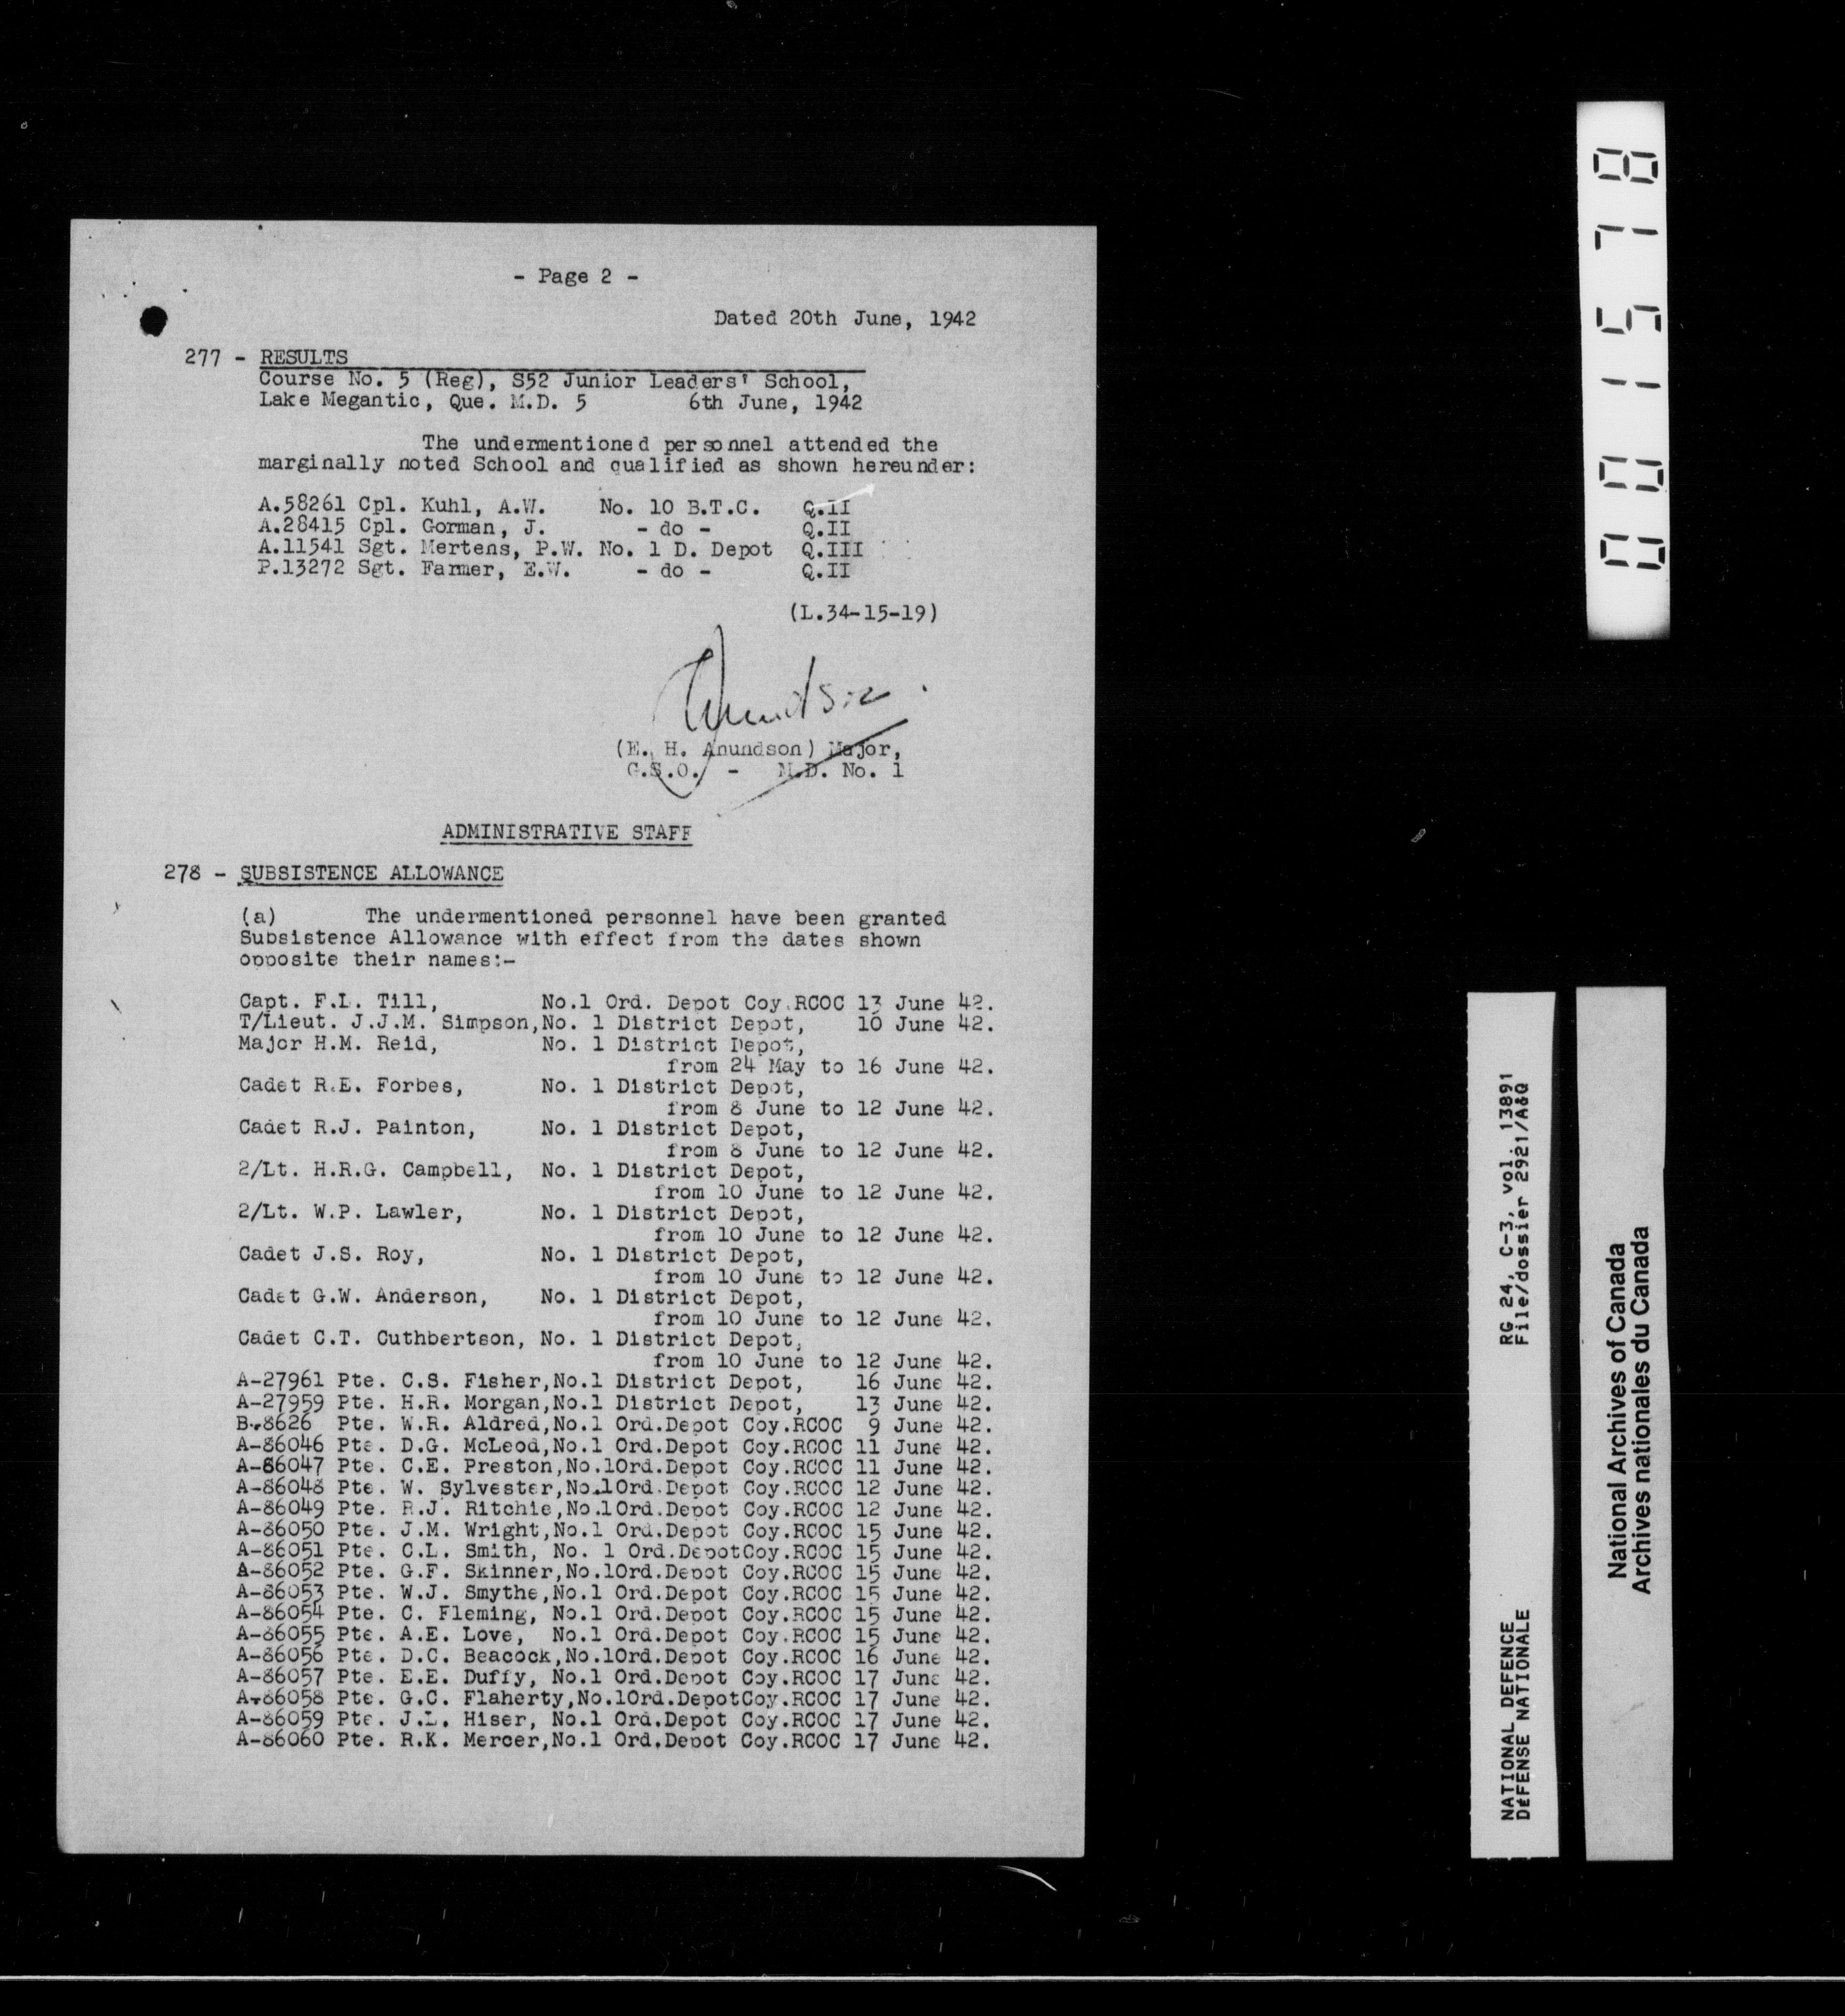 - Page 2 -
Dated 20th June, 1942
277 - RESULTS
Course No. 5 (Reg), S52 Junior Leaders' School,
Lake Megantic, Que. M.D. 5 6th June, 1942
The undermentioned personnel attended the
marginally noted School and qualified as shown hereunder:
A.58261 Cpl. Kuhl, A.W. No. 10 B.T.C. Q.II
A.28415 Cpl. Gorman, J. - do - Q.II
A.11541 Sgt. Mertens, P.W. No. 1 D. Depot Q.III
P.13272 Sgt. Farmer, E.W. - do - Q.II
(L.34-15-19)
(E. H. Anundson) Major,
G.S.O. - M.D. No. 1
ADMINISTRATIVE STAFF
278 - SUBSISTENCE ALLOWANCE
(a) The undermentioned personnel have been granted
Subsistence Allowance with effect from the dates shown
opposite their names:-
Capt. F.L. Till, No.1 Ord. Depot Coy.RCOC 13 June 42.
T/Lieut. J.J.M. Simpson,No. 1 District Depot, 10 June 42.
Major H.M. Reid, No. 1 District Depot,
from 24 May to 16 June 42.
Cadet R.E. Forbes, No. 1 District Depot,
from 8 June to 12 June 42.
Cadet R.J. Painton, No. 1 District Depot,
from 8 June to 12 June 42.
2/Lt. H.R.G. Campbell, No. 1 District Depot,
from 10 June to 12 June 42.
2/Lt. W.P. Lawler, No. 1 District Depot,
from 10 June to 12 June 42.
Cadet J.S. Roy, No. 1 District Depot,
from 10 June to 12 June 42.
Cadet G.W. Anderson, No. 1 District Depot,
from 10 June to 12 June 42.
Cadet C.T. Cuthbertson, No. 1 District Depot,
from 10 June to 12 June 42.
A-27961 Pte. C.S. Fisher,No.1 District Depot, 16 June 42.
A-27959 Pte. H.R. Morgan,No.1 District Depot, 13 June 42.
B-8626 Pte. W.R. Aldred,No.1 Ord.Depot Coy.RCOC 9 June 42.
A-86046 Pte. D.G. McLeod,No.1 Ord.Depot Coy.RCOC 11 June 42.
A-86047 Pte. C.E. Preston,No.1Ord.Depot Coy.RCOC 11 June 42.
A-86048 Pte. W. Sylvester,No.1Ord.Depot Coy.RCOC 12 June 42.
A-86049 Pte. R.J. Ritchie,No.1Ord.Depot Coy.RCOC 12 June 42.
A-86050 Pte. J.M. Wright,No.1 Ord.Depot Coy.RCOC 15 June 42.
A-86051 Pte. C.L. Smith, No. 1 Ord.DepotCoy.RCOC 15 June 42.
A-86052 Pte. G.F. Skinner,No.1Ord.Depot Coy.RCOC 15 June 42.
A-86053 Pte. W.J. Smythe,No.1 Ord.Depot Coy.RCOC 15 June 42.
A-86054 Pte. C. Fleming, No.1 Ord.Depot Coy.RCOC 15 June 42.
A-86055 Pte. A.E. Love, No.1 Ord.Depot Coy.RCOC 15 June 42.
A-86056 Pte. D.C. Beacock,No.1Ord.Depot Coy.RCOC 16 June 42.
A-86057 Pte. E.E. Duffy, No.1 Ord.Depot Coy.RCOC 17 June 42.
A-86058 Pte. G.C. Flaherty,No.1Ord.DepotCoy.RCOC 17 June 42.
A-86059 Pte. J.L. Hiser, No.1 Ord.Depot Coy.RCOC 17 June 42.
A-86060 Pte. R.K. Mercer,No.1 Ord.Depot Coy.RCOC 17 June 42.
001578
NATIONAL DEFENCE RG 24, C-3, vol. 13891
DÉFENSE NATIONALE File/dossier 2921/A&Q
National Archives of Canada
Archives nationales du Canada